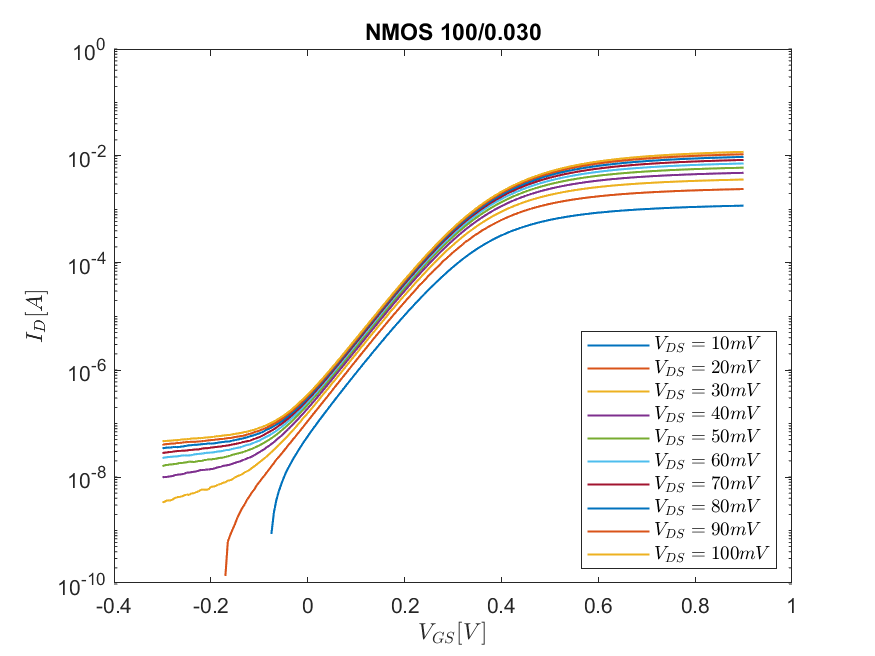 NMOS 100/0.030
10^0
10^-2
10^-4
10^-6
10^-8
10^-10
I_D[A]
V_DS = 10mV
V_DS = 20mV
V_DS = 30mV
V_DS = 40mV
V_DS = 50mV
V_DS = 60mV
V_DS = 70mV
V_DS = 80mV
V_DS = 90mV
V_DS = 100mV
-0.4 -0.2 0 0.2 0.4 0.6 0.8 1
V_GS[V]